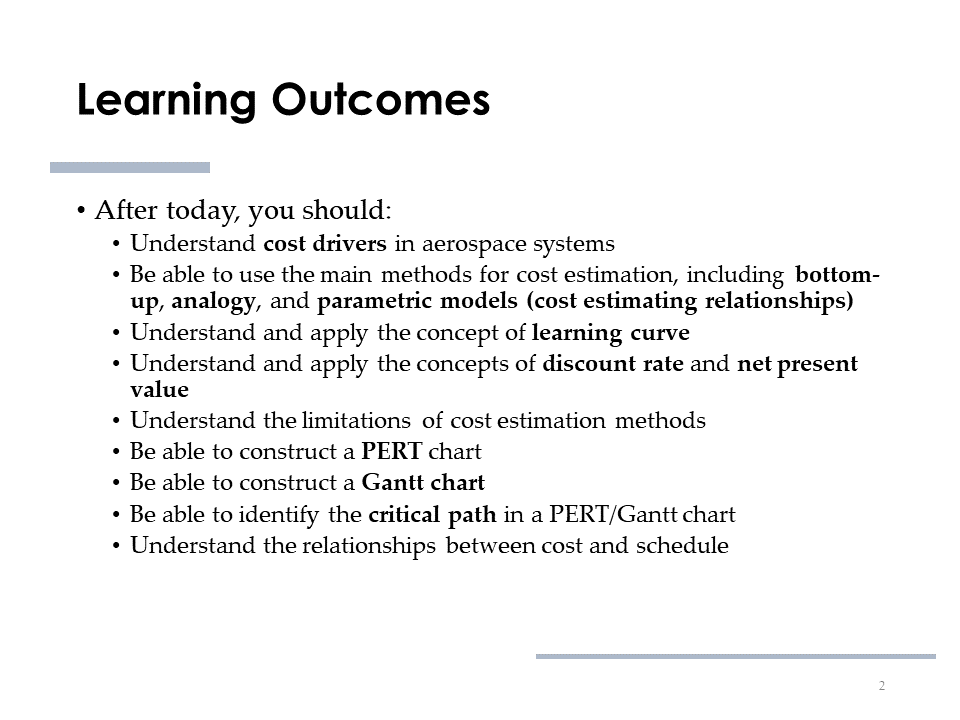 Learning Outcomes
• After today, you should:
• Understand cost drivers in aerospace systems
• Be able to use the main methods for cost estimation, including bottom-
up, analogy, and parametric models (cost estimating relationships)
• Understand and apply the concept of learning curve
• Understand and apply the concepts of discount rate and net present
value
• Understand the limitations of cost estimation methods
• Be able to construct a PERT chart
• Be able to construct a Gantt chart
• Be able to identify the critical path in a PERT/Gantt chart
• Understand the relationships between cost and schedule
2